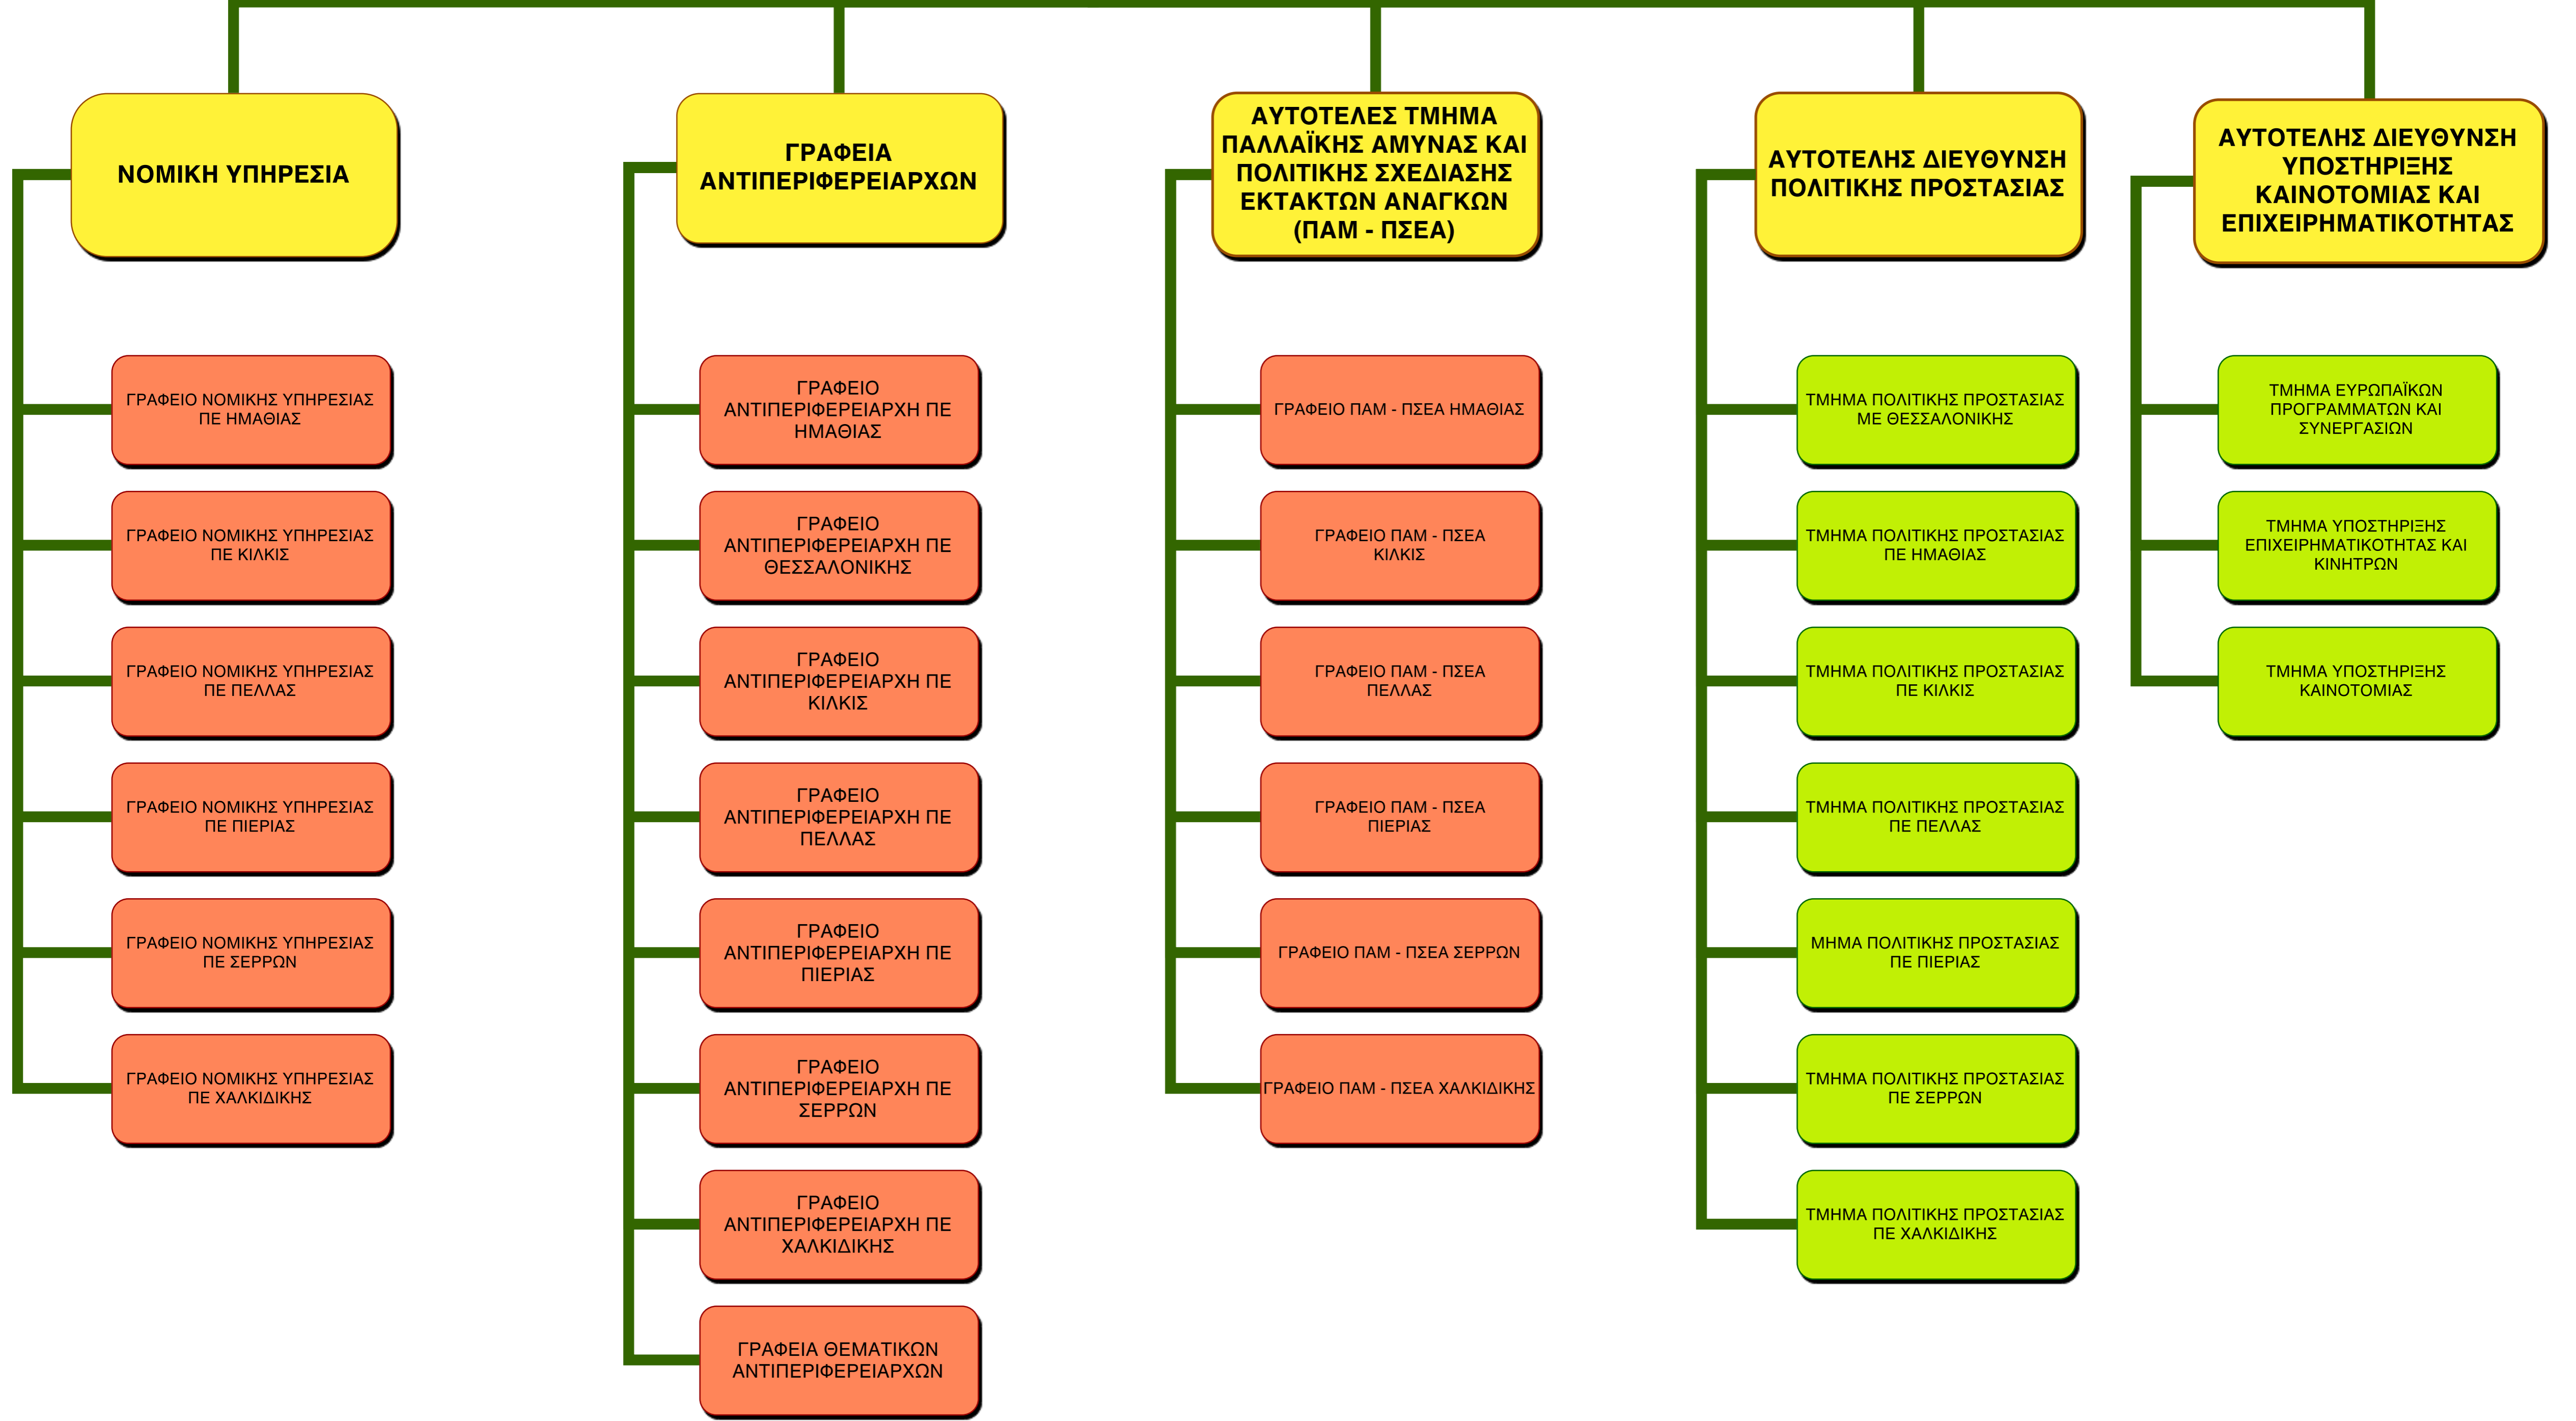 ΝΟΜΙΚΗ ΥΠΗΡΕΣΙΑ
ΓΡΑΦΕΙΟ ΝΟΜΙΚΗΣ ΥΠΗΡΕΣΙΑΣ
ΠΕ ΗΜΑΘΙΑΣ
ΓΡΑΦΕΙΟ ΝΟΜΙΚΗΣ ΥΠΗΡΕΣΙΑΣ
ΠΕ ΚΙΛΚΙΣ
ΓΡΑΦΕΙΟ ΝΟΜΙΚΗΣ ΥΠΗΡΕΣΙΑΣ
ΠΕ ΠΕΛΛΑΣ
ΓΡΑΦΕΙΟ ΝΟΜΙΚΗΣ ΥΠΗΡΕΣΙΑΣ
ΠΕ ΠΙΕΡΙΑΣ
ΓΡΑΦΕΙΟ ΝΟΜΙΚΗΣ ΥΠΗΡΕΣΙΑΣ
ΠΕ ΣΕΡΡΩΝ
ΓΡΑΦΕΙΟ ΝΟΜΙΚΗΣ ΥΠΗΡΕΣΙΑΣ
ΠΕ ΧΑΛΚΙΔΙΚΗΣ
ΓΡΑΦΕΙΑ
ΑΝΤΙΠΕΡΙΦΕΡΕΙΑΡΧΩΝ
ΓΡΑΦΕΙΟ
ΑΝΤΙΠΕΡΙΦΕΡΕΙΑΡΧΗ ΠΕ
ΗΜΑΘΙΑΣ
ΓΡΑΦΕΙΟ
ΑΝΤΙΠΕΡΙΦΕΡΕΙΑΡΧΗ ΠΕ
ΘΕΣΣΑΛΟΝΙΚΗΣ
ΓΡΑΦΕΙΟ
ΑΝΤΙΠΕΡΙΦΕΡΕΙΑΡΧΗ ΠΕ
ΚΙΛΚΙΣ
ΓΡΑΦΕΙΟ
ΑΝΤΙΠΕΡΙΦΕΡΕΙΑΡΧΗ ΠΕ
ΠΕΛΛΑΣ
ΓΡΑΦΕΙΟ
ΑΝΤΙΠΕΡΙΦΕΡΕΙΑΡΧΗ ΠΕ
ΠΙΕΡΙΑΣ
ΓΡΑΦΕΙΟ
ΑΝΤΙΠΕΡΙΦΕΡΕΙΑΡΧΗ ΠΕ
ΣΕΡΡΩΝ
ΓΡΑΦΕΙΟ
ΑΝΤΙΠΕΡΙΦΕΡΕΙΑΡΧΗ ΠΕ
ΧΑΛΚΙΔΙΚΗΣ
ΓΡΑΦΕΙΑ ΘΕΜΑΤΙΚΩΝ
ΑΝΤΙΠΕΡΙΦΕΡΕΙΑΡΧΩΝ
ΑΥΤΟΤΕΛΕΣ ΤΜΗΜΑ
ΠΑΛΛΑΪΚΗΣ ΑΜΥΝΑΣ ΚΑΙ
ΠΟΛΙΤΙΚΗΣ ΣΧΕΔΙΑΣΗΣ
ΕΚΤΑΚΤΩΝ ΑΝΑΓΚΩΝ
(ΠΑΜ - ΠΣΕΑ)
ΓΡΑΦΕΙΟ ΠΑΜ - ΠΣΕΑ ΗΜΑΘΙΑΣ
ΓΡΑΦΕΙΟ ΠΑΜ - ΠΣΕΑ
ΚΙΛΚΙΣ
ΓΡΑΦΕΙΟ ΠΑΜ - ΠΣΕΑ
ΠΕΛΛΑΣ
ΓΡΑΦΕΙΟ ΠΑΜ - ΠΣΕΑ
ΠΙΕΡΙΑΣ
ΓΡΑΦΕΙΟ ΠΑΜ - ΠΣΕΑ ΣΕΡΡΩΝ
ΓΡΑΦΕΙΟ ΠΑΜ - ΠΣΕΑ ΧΑΛΚΙΔΙΚΗΣ
ΑΥΤΟΤΕΛΗΣ ΔΙΕΥΘΥΝΣΗ
ΠΟΛΙΤΙΚΗΣ ΠΡΟΣΤΑΣΙΑΣ
ΤΜΗΜΑ ΠΟΛΙΤΙΚΗΣ ΠΡΟΣΤΑΣΙΑΣ
ΜΕ ΘΕΣΣΑΛΟΝΙΚΗΣ
ΤΜΗΜΑ ΠΟΛΙΤΙΚΗΣ ΠΡΟΣΤΑΣΙΑΣ
ΠΕ ΗΜΑΘΙΑΣ
ΤΜΗΜΑ ΠΟΛΙΤΙΚΗΣ ΠΡΟΣΤΑΣΙΑΣ
ΠΕ ΚΙΛΚΙΣ
ΤΜΗΜΑ ΠΟΛΙΤΙΚΗΣ ΠΡΟΣΤΑΣΙΑΣ
ΠΕ ΠΕΛΛΑΣ
ΜΗΜΑ ΠΟΛΙΤΙΚΗΣ ΠΡΟΣΤΑΣΙΑΣ
ΠΕ ΠΙΕΡΙΑΣ
ΤΜΗΜΑ ΠΟΛΙΤΙΚΗΣ ΠΡΟΣΤΑΣΙΑΣ
ΠΕ ΣΕΡΡΩΝ
ΤΜΗΜΑ ΠΟΛΙΤΙΚΗΣ ΠΡΟΣΤΑΣΙΑΣ
ΠΕ ΧΑΛΚΙΔΙΚΗΣ
ΑΥΤΟΤΕΛΗΣ ΔΙΕΥΘΥΝΣΗ
ΥΠΟΣΤΗΡΙΞΗΣ
ΚΑΙΝΟΤΟΜΙΑΣ ΚΑΙ
ΕΠΙΧΕΙΡΗΜΑΤΙΚΟΤΗΤΑΣ
ΤΜΗΜΑ ΕΥΡΩΠΑΪΚΩΝ
ΠΡΟΓΡΑΜΜΑΤΩΝ ΚΑΙ
ΣΥΝΕΡΓΑΣΙΩΝ
ΤΜΗΜΑ ΥΠΟΣΤΗΡΙΞΗΣ
ΕΠΙΧΕΙΡΗΜΑΤΙΚΟΤΗΤΑΣ ΚΑΙ
ΚΙΝΗΤΡΩΝ
ΤΜΗΜΑ ΥΠΟΣΤΗΡΙΞΗΣ
ΚΑΙΝΟΤΟΜΙΑΣ